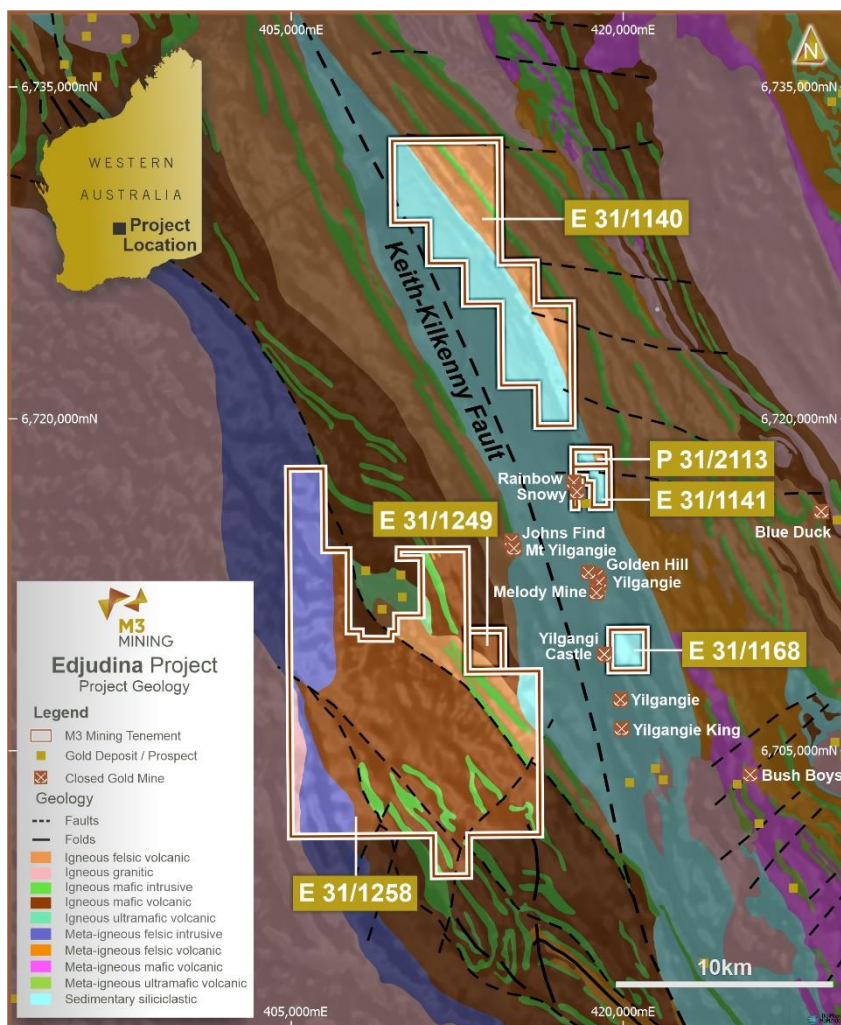 405,000mE
420,000mE
N
6,735,000mN
6,735,000mN
WESTERN
AUSTRALIA
Project
Location
E 31/1140
Keith-Kilkenny Fault
6,720,000mN
6,720,000mN
P 31/2113
Rainbow
Snowy
E 31/1141
E 31/1249
Blue Duck
Johns Find
Mt Yilgangie
Golden Hill
Yilgangie
Melody Mine
Yilgangi
Castle
E 31/1168
Yilgangie
Yilgangie King
6,705,000mN
Bush Boys
E 31/1258
M3
MINING
Edjudina Project
Project Geology
Legend
M3 Mining Tenement
Gold Deposit / Prospect
Closed Gold Mine
Geology
Faults
Folds
Igneous felsic volcanic
Igneous granitic
Igneous mafic intrusive
Igneous mafic volcanic
Igneous ultramafic volcanic
Meta-igneous felsic intrusive
Meta-igneous felsic volcanic
Meta-igneous mafic volcanic
Meta-igneous ultramafic volcanic
Sedimentary siliciclastic
10km
405,000mE
420,000mE